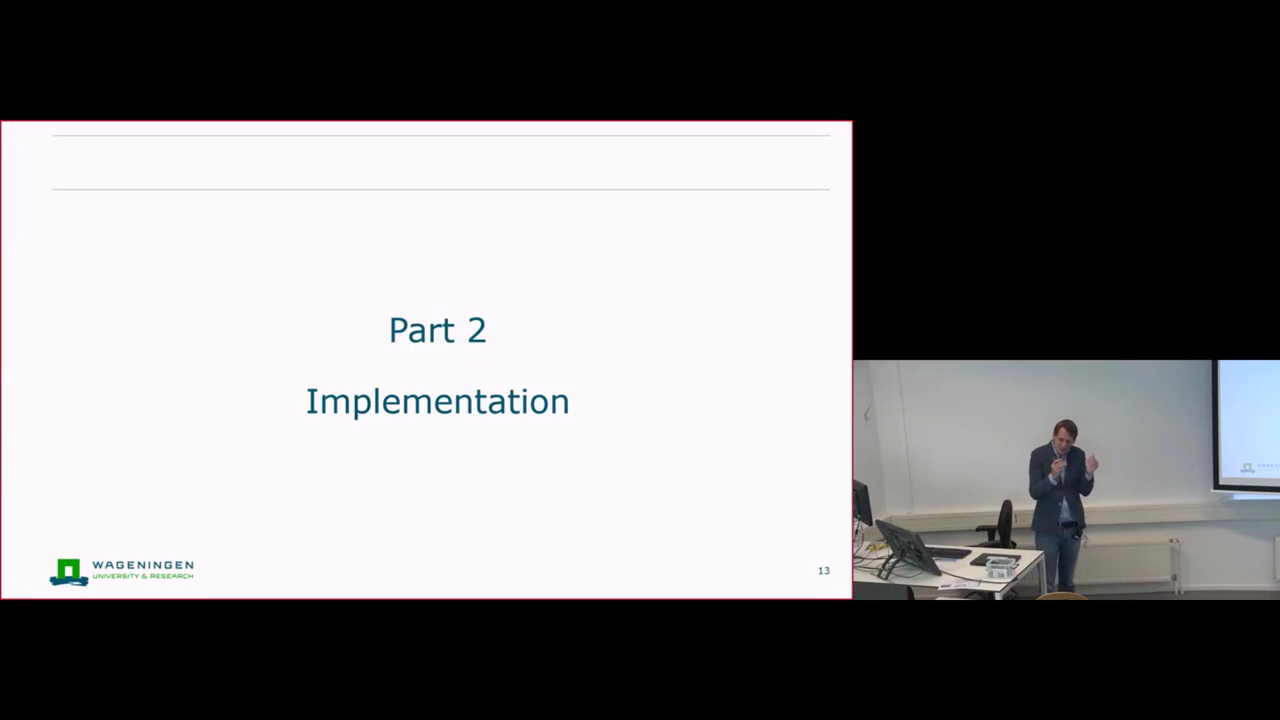 Part 2
Implementation
WAGENINGEN
UNIVERSITY & RESEARCH
13